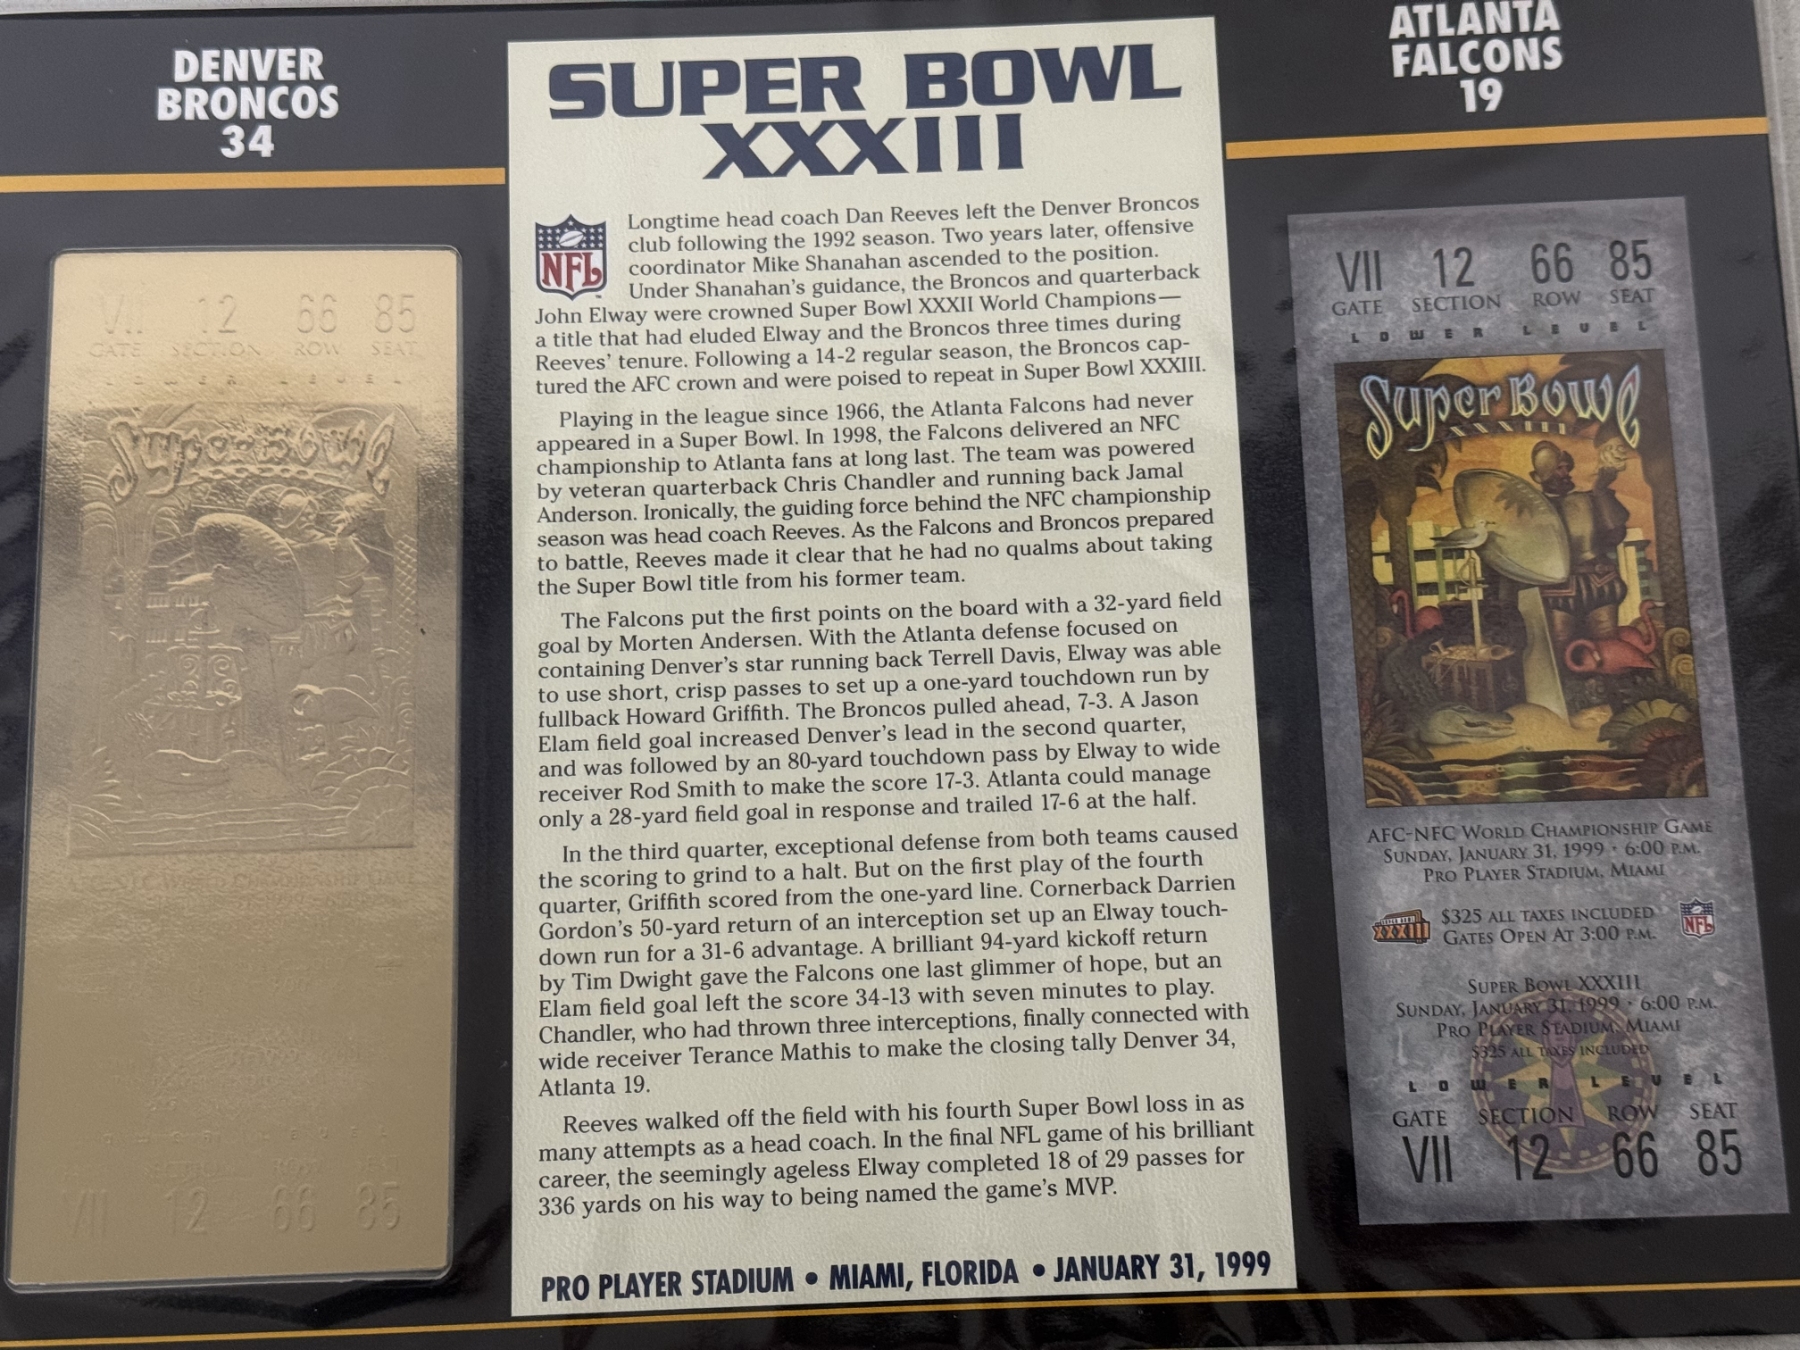 DENVER
BRONCOS
34
VII 12 66 85
GATE SECTION ROW SEAT
LOWER LEVEL
Super Bowl
VII 12 66 85
SUPER BOWL
XXXIII
NFL
Longtime head coach Dan Reeves left the Denver Broncos
club following the 1992 season. Two years later, offensive
coordinator Mike Shanahan ascended to the position.
Under Shanahan's guidance, the Broncos and quarterback
John Elway were crowned Super Bowl XXXII World Champions—
a title that had eluded Elway and the Broncos three times during
Reeves' tenure. Following a 14-2 regular season, the Broncos cap-
tured the AFC crown and were poised to repeat in Super Bowl XXXIII.
Playing in the league since 1966, the Atlanta Falcons had never
appeared in a Super Bowl. In 1998, the Falcons delivered an NFC
championship to Atlanta fans at long last. The team was powered
by veteran quarterback Chris Chandler and running back Jamal
Anderson. Ironically, the guiding force behind the NFC championship
season was head coach Reeves. As the Falcons and Broncos prepared
to battle, Reeves made it clear that he had no qualms about taking
the Super Bowl title from his former team.
The Falcons put the first points on the board with a 32-yard field
goal by Morten Andersen. With the Atlanta defense focused on
containing Denver's star running back Terrell Davis, Elway was able
to use short, crisp passes to set up a one-yard touchdown run by
fullback Howard Griffith. The Broncos pulled ahead, 7-3. A Jason
Elam field goal increased Denver's lead in the second quarter,
and was followed by an 80-yard touchdown pass by Elway to wide
receiver Rod Smith to make the score 17-3. Atlanta could manage
only a 28-yard field goal in response and trailed 17-6 at the half.
In the third quarter, exceptional defense from both teams caused
the scoring to grind to a halt. But on the first play of the fourth
quarter, Griffith scored from the one-yard line. Cornerback Darrien
Gordon's 50-yard return of an interception set up an Elway touch-
down run for a 31-6 advantage. A brilliant 94-yard kickoff return
by Tim Dwight gave the Falcons one last glimmer of hope, but an
Elam field goal left the score 34-13 with seven minutes to play.
Chandler, who had thrown three interceptions, finally connected with
wide receiver Terance Mathis to make the closing tally Denver 34,
Atlanta 19.
Reeves walked off the field with his fourth Super Bowl loss in as
many attempts as a head coach. In the final NFL game of his brilliant
career, the seemingly ageless Elway completed 18 of 29 passes for
336 yards on his way to being named the game's MVP.
PRO PLAYER STADIUM • MIAMI, FLORIDA • JANUARY 31, 1999
ATLANTA
FALCONS
19
VII 12 66 85
GATE SECTION ROW SEAT
LOWER LEVEL
Super Bowl
XXXIII
AFC-NFC WORLD CHAMPIONSHIP GAME
SUNDAY, JANUARY 31, 1999 • 6:00 P.M.
PRO PLAYER STADIUM, MIAMI
XXXIII
$325 ALL TAXES INCLUDED
GATES OPEN AT 3:00 P.M.
NFL
SUPER BOWL XXXIII
SUNDAY, JANUARY 31, 1999 • 6:00 P.M.
PRO PLAYER STADIUM, MIAMI
$325 ALL TAXES INCLUDED
LOWER LEVEL
GATE SECTION ROW SEAT
VII 12 66 85